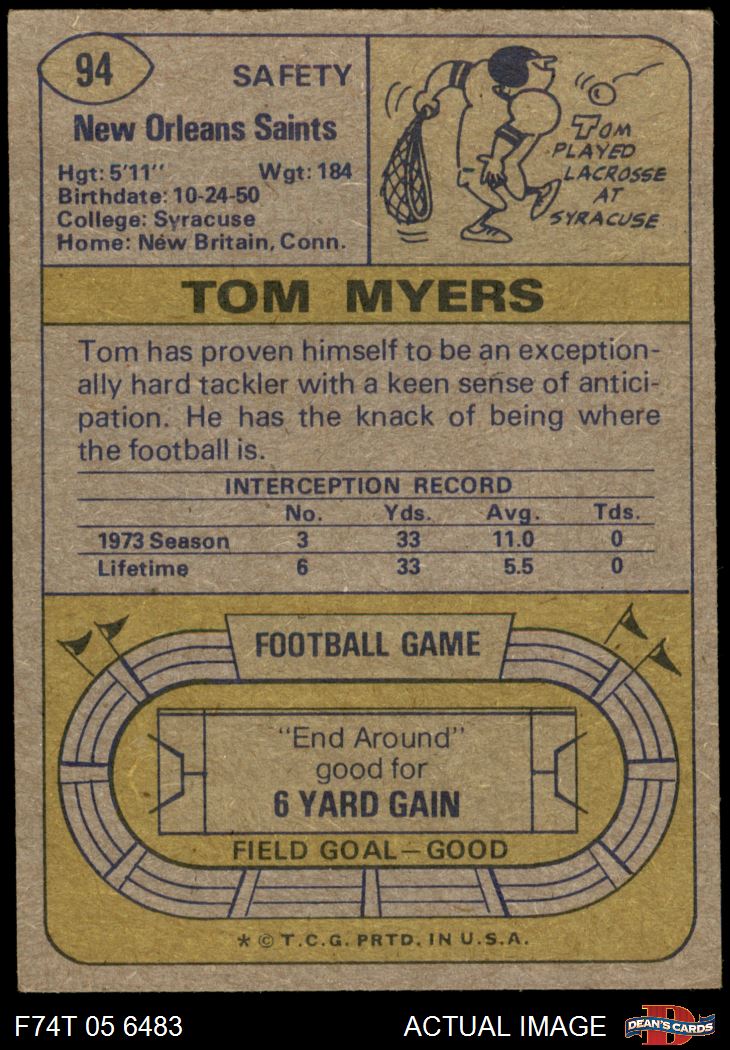 94
SAFETY
New Orleans Saints
Hgt: 5'11" Wgt: 184
Birthdate: 10-24-50
College: Syracuse
Home: New Britain, Conn.
TOM
PLAYED
LACROSSE
AT
SYRACUSE
TOM MYERS
Tom has proven himself to be an exception-
ally hard tackler with a keen sense of antici-
pation. He has the knack of being where
the football is.
INTERCEPTION RECORD
No. Yds. Avg. Tds.
1973 Season 3 33 11.0 0
Lifetime 6 33 5.5 0
FOOTBALL GAME
"End Around"
good for
6 YARD GAIN
FIELD GOAL—GOOD
* © T.C.G. PRTD. IN U.S.A.
F74T 05 6483 ACTUAL IMAGE D DEAN'S CARDS